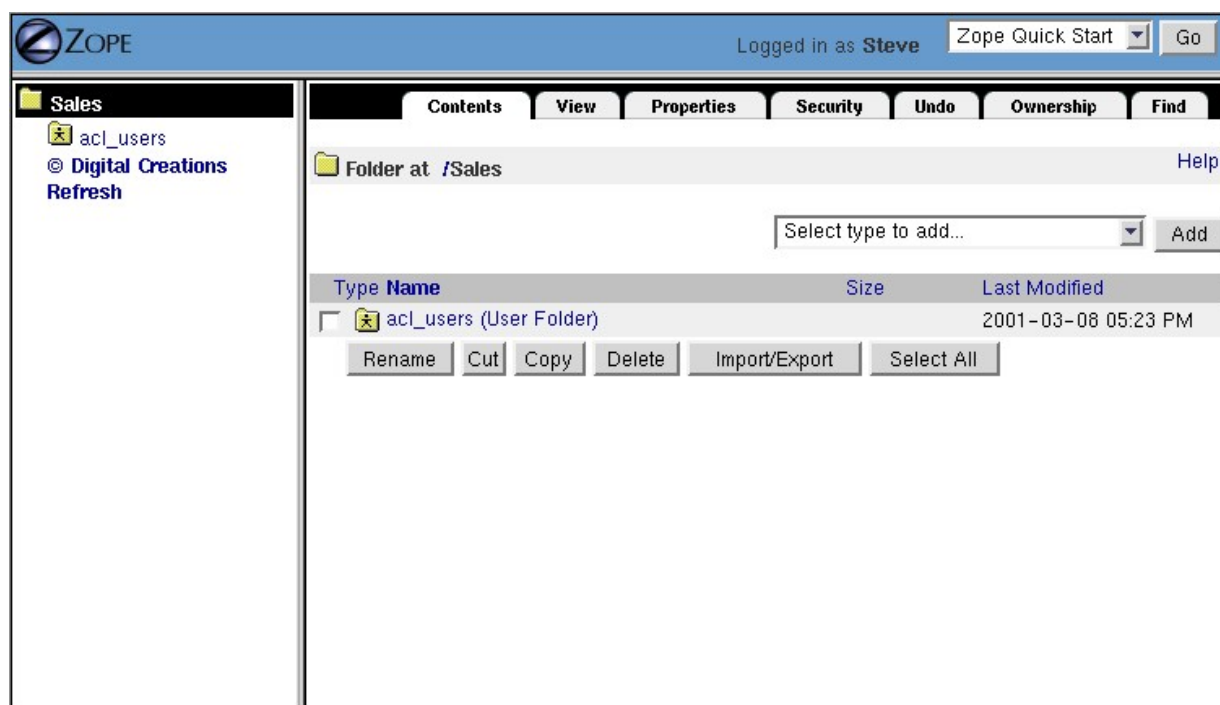 ZOPE
Logged in as Steve
Zope Quick Start
Go
Sales
acl_users
© Digital Creations
Refresh
Contents View Properties Security Undo Ownership Find
Folder at /Sales
Help
Select type to add...
Add
Type Name Size Last Modified
acl_users (User Folder) 2001-03-08 05:23 PM
Rename Cut Copy Delete Import/Export Select All